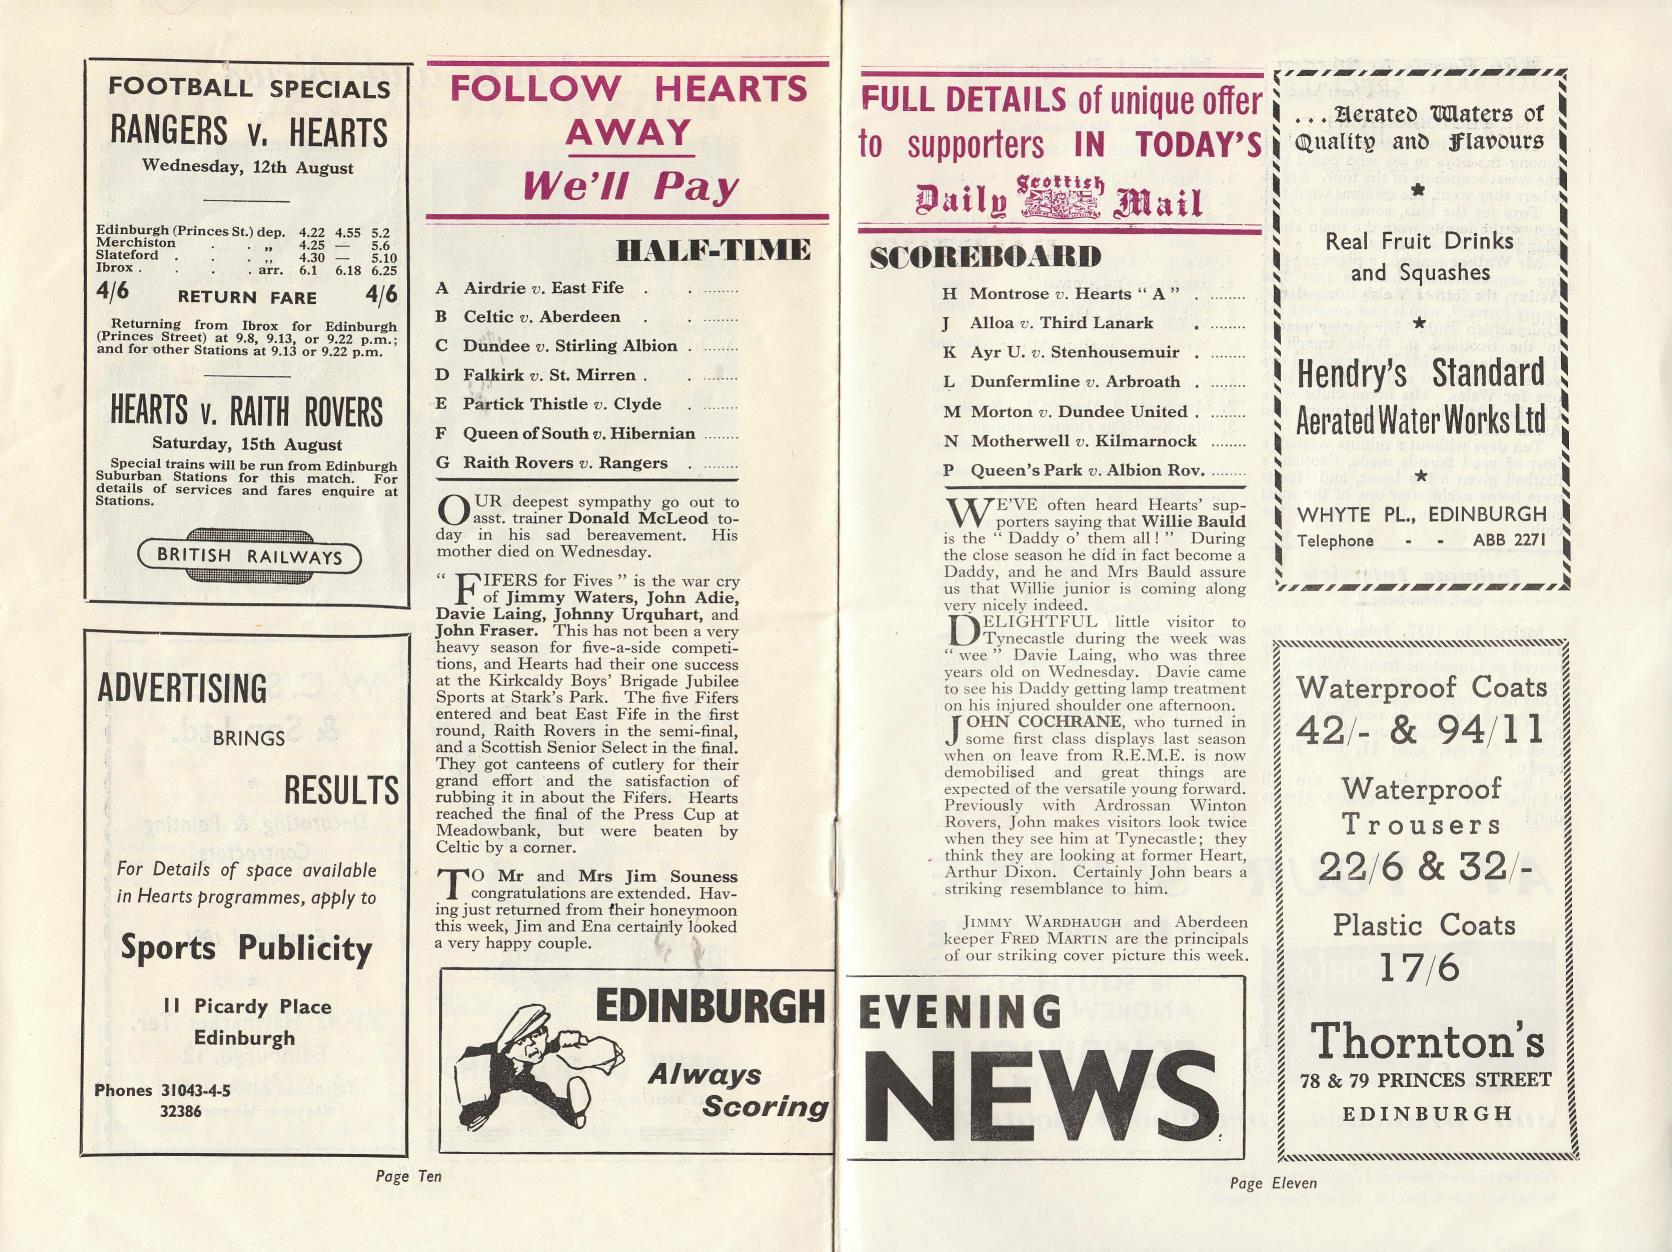 FOOTBALL SPECIALS
RANGERS v. HEARTS
Wednesday, 12th August
Edinburgh (Princes St.) dep. 4.22 4.55 5.2
Merchiston . . „ 4.25 — 5.6
Slateford . . . „ 4.30 — 5.10
Ibrox . . . . arr. 6.1 6.18 6.25
4/6 RETURN FARE 4/6
Returning from Ibrox for Edinburgh
(Princes Street) at 9.8, 9.13, or 9.22 p.m.;
and for other Stations at 9.13 or 9.22 p.m.
HEARTS v. RAITH ROVERS
Saturday, 15th August
Special trains will be run from Edinburgh
Suburban Stations for this match. For
details of services and fares enquire at
Stations.
BRITISH RAILWAYS
ADVERTISING
BRINGS
RESULTS
For Details of space available
in Hearts programmes, apply to
Sports Publicity
11 Picardy Place
Edinburgh
Phones 31043-4-5
32386
FOLLOW HEARTS
AWAY
We'll Pay
HALF-TIME
A Airdrie v. East Fife . . ........
B Celtic v. Aberdeen . . ........
C Dundee v. Stirling Albion . ........
D Falkirk v. St. Mirren . . ........
E Partick Thistle v. Clyde . ........
F Queen of South v. Hibernian ........
G Raith Rovers v. Rangers . ........
OUR deepest sympathy go out to
asst. trainer Donald McLeod to-
day in his sad bereavement. His
mother died on Wednesday.
" FIFERS for Fives " is the war cry
of Jimmy Waters, John Adie,
Davie Laing, Johnny Urquhart, and
John Fraser. This has not been a very
heavy season for five-a-side competi-
tions, and Hearts had their one success
at the Kirkcaldy Boys' Brigade Jubilee
Sports at Stark's Park. The five Fifers
entered and beat East Fife in the first
round, Raith Rovers in the semi-final,
and a Scottish Senior Select in the final.
They got canteens of cutlery for their
grand effort and the satisfaction of
rubbing it in about the Fifers. Hearts
reached the final of the Press Cup at
Meadowbank, but were beaten by
Celtic by a corner.
TO Mr and Mrs Jim Souness
congratulations are extended. Hav-
ing just returned from their honeymoon
this week, Jim and Ena certainly looked
a very happy couple.
EDINBURGH
Always
Scoring
Page Ten
FULL DETAILS of unique offer
to supporters IN TODAY'S
Daily Scottish Mail
SCOREBOARD
H Montrose v. Hearts " A " . ........
J Alloa v. Third Lanark . ........
K Ayr U. v. Stenhousemuir . ........
L Dunfermline v. Arbroath . ........
M Morton v. Dundee United . ........
N Motherwell v. Kilmarnock ........
P Queen's Park v. Albion Rov. ........
WE'VE often heard Hearts' sup-
porters saying that Willie Bauld
is the " Daddy o' them all ! " During
the close season he did in fact become a
Daddy, and he and Mrs Bauld assure
us that Willie junior is coming along
very nicely indeed.
DELIGHTFUL little visitor to
Tynecastle during the week was
" wee " Davie Laing, who was three
years old on Wednesday. Davie came
to see his Daddy getting lamp treatment
on his injured shoulder one afternoon.
JOHN COCHRANE, who turned in
some first class displays last season
when on leave from R.E.M.E. is now
demobilised and great things are
expected of the versatile young forward.
Previously with Ardrossan Winton
Rovers, John makes visitors look twice
when they see him at Tynecastle; they
think they are looking at former Heart,
Arthur Dixon. Certainly John bears a
striking resemblance to him.
JIMMY WARDHAUGH and Aberdeen
keeper FRED MARTIN are the principals
of our striking cover picture this week.
EVENING
NEWS
... Aerated Waters of
Quality and Flavours
Real Fruit Drinks
and Squashes
Hendry's Standard
Aerated Water Works Ltd
WHYTE PL., EDINBURGH
Telephone - - ABB 2271
Waterproof Coats
42/- & 94/11
Waterproof
Trousers
22/6 & 32/-
Plastic Coats
17/6
Thornton's
78 & 79 PRINCES STREET
EDINBURGH
Page Eleven